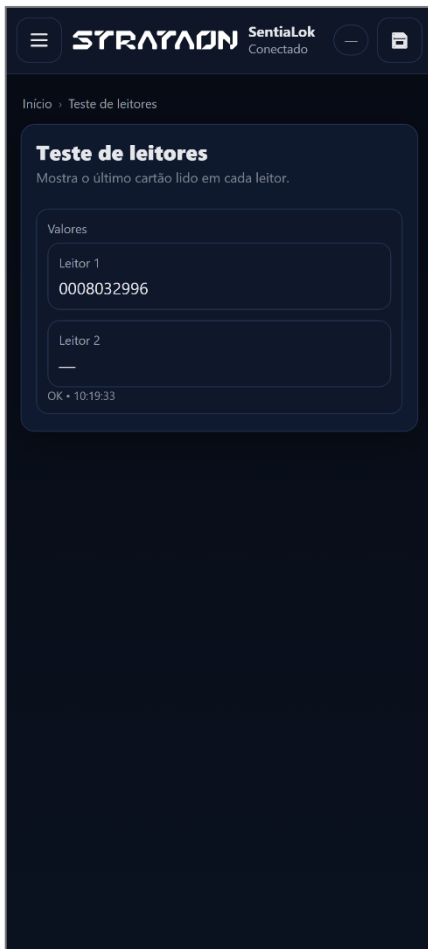 STRATAON
SentiaLok
Conectado
—
Início › Teste de leitores
Teste de leitores
Mostra o último cartão lido em cada leitor.
Valores
Leitor 1
0008032996
Leitor 2
—
OK • 10:19:33